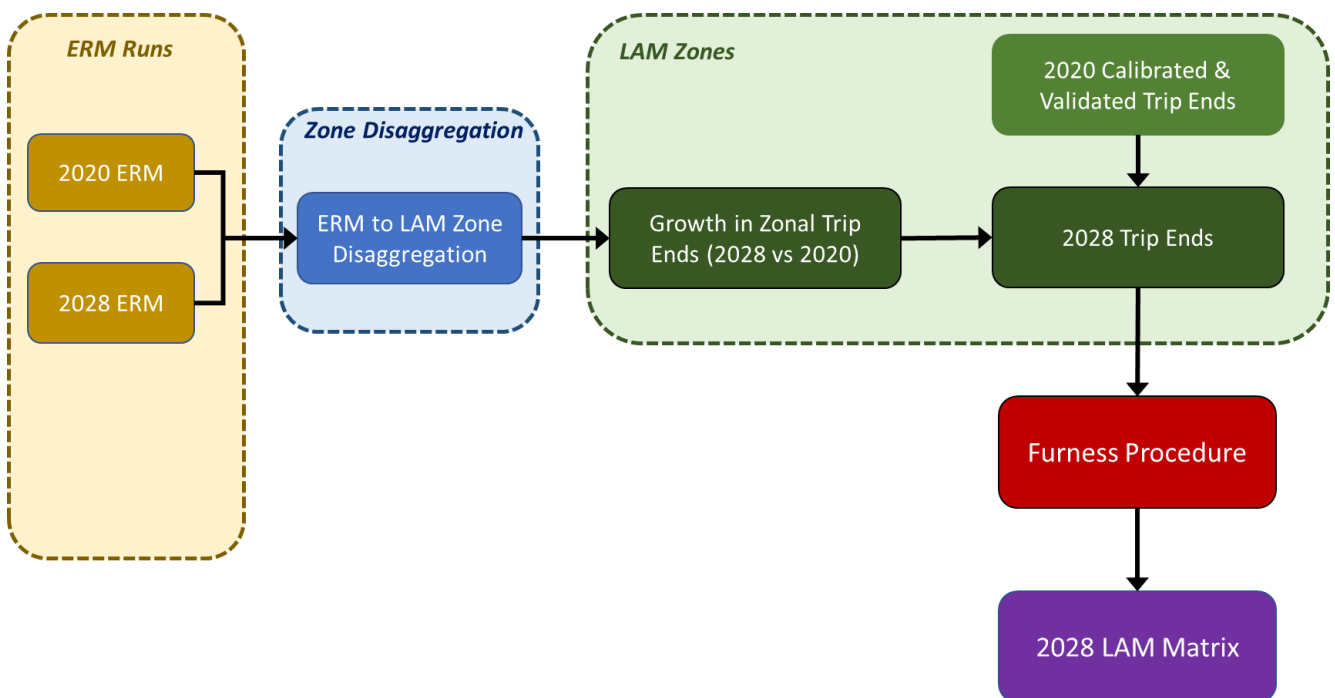 ERM Runs
2020 ERM
2028 ERM
Zone Disaggregation
ERM to LAM Zone
Disaggregation
LAM Zones
2020 Calibrated &
Validated Trip Ends
Growth in Zonal Trip
Ends (2028 vs 2020)
2028 Trip Ends
Furness Procedure
2028 LAM Matrix